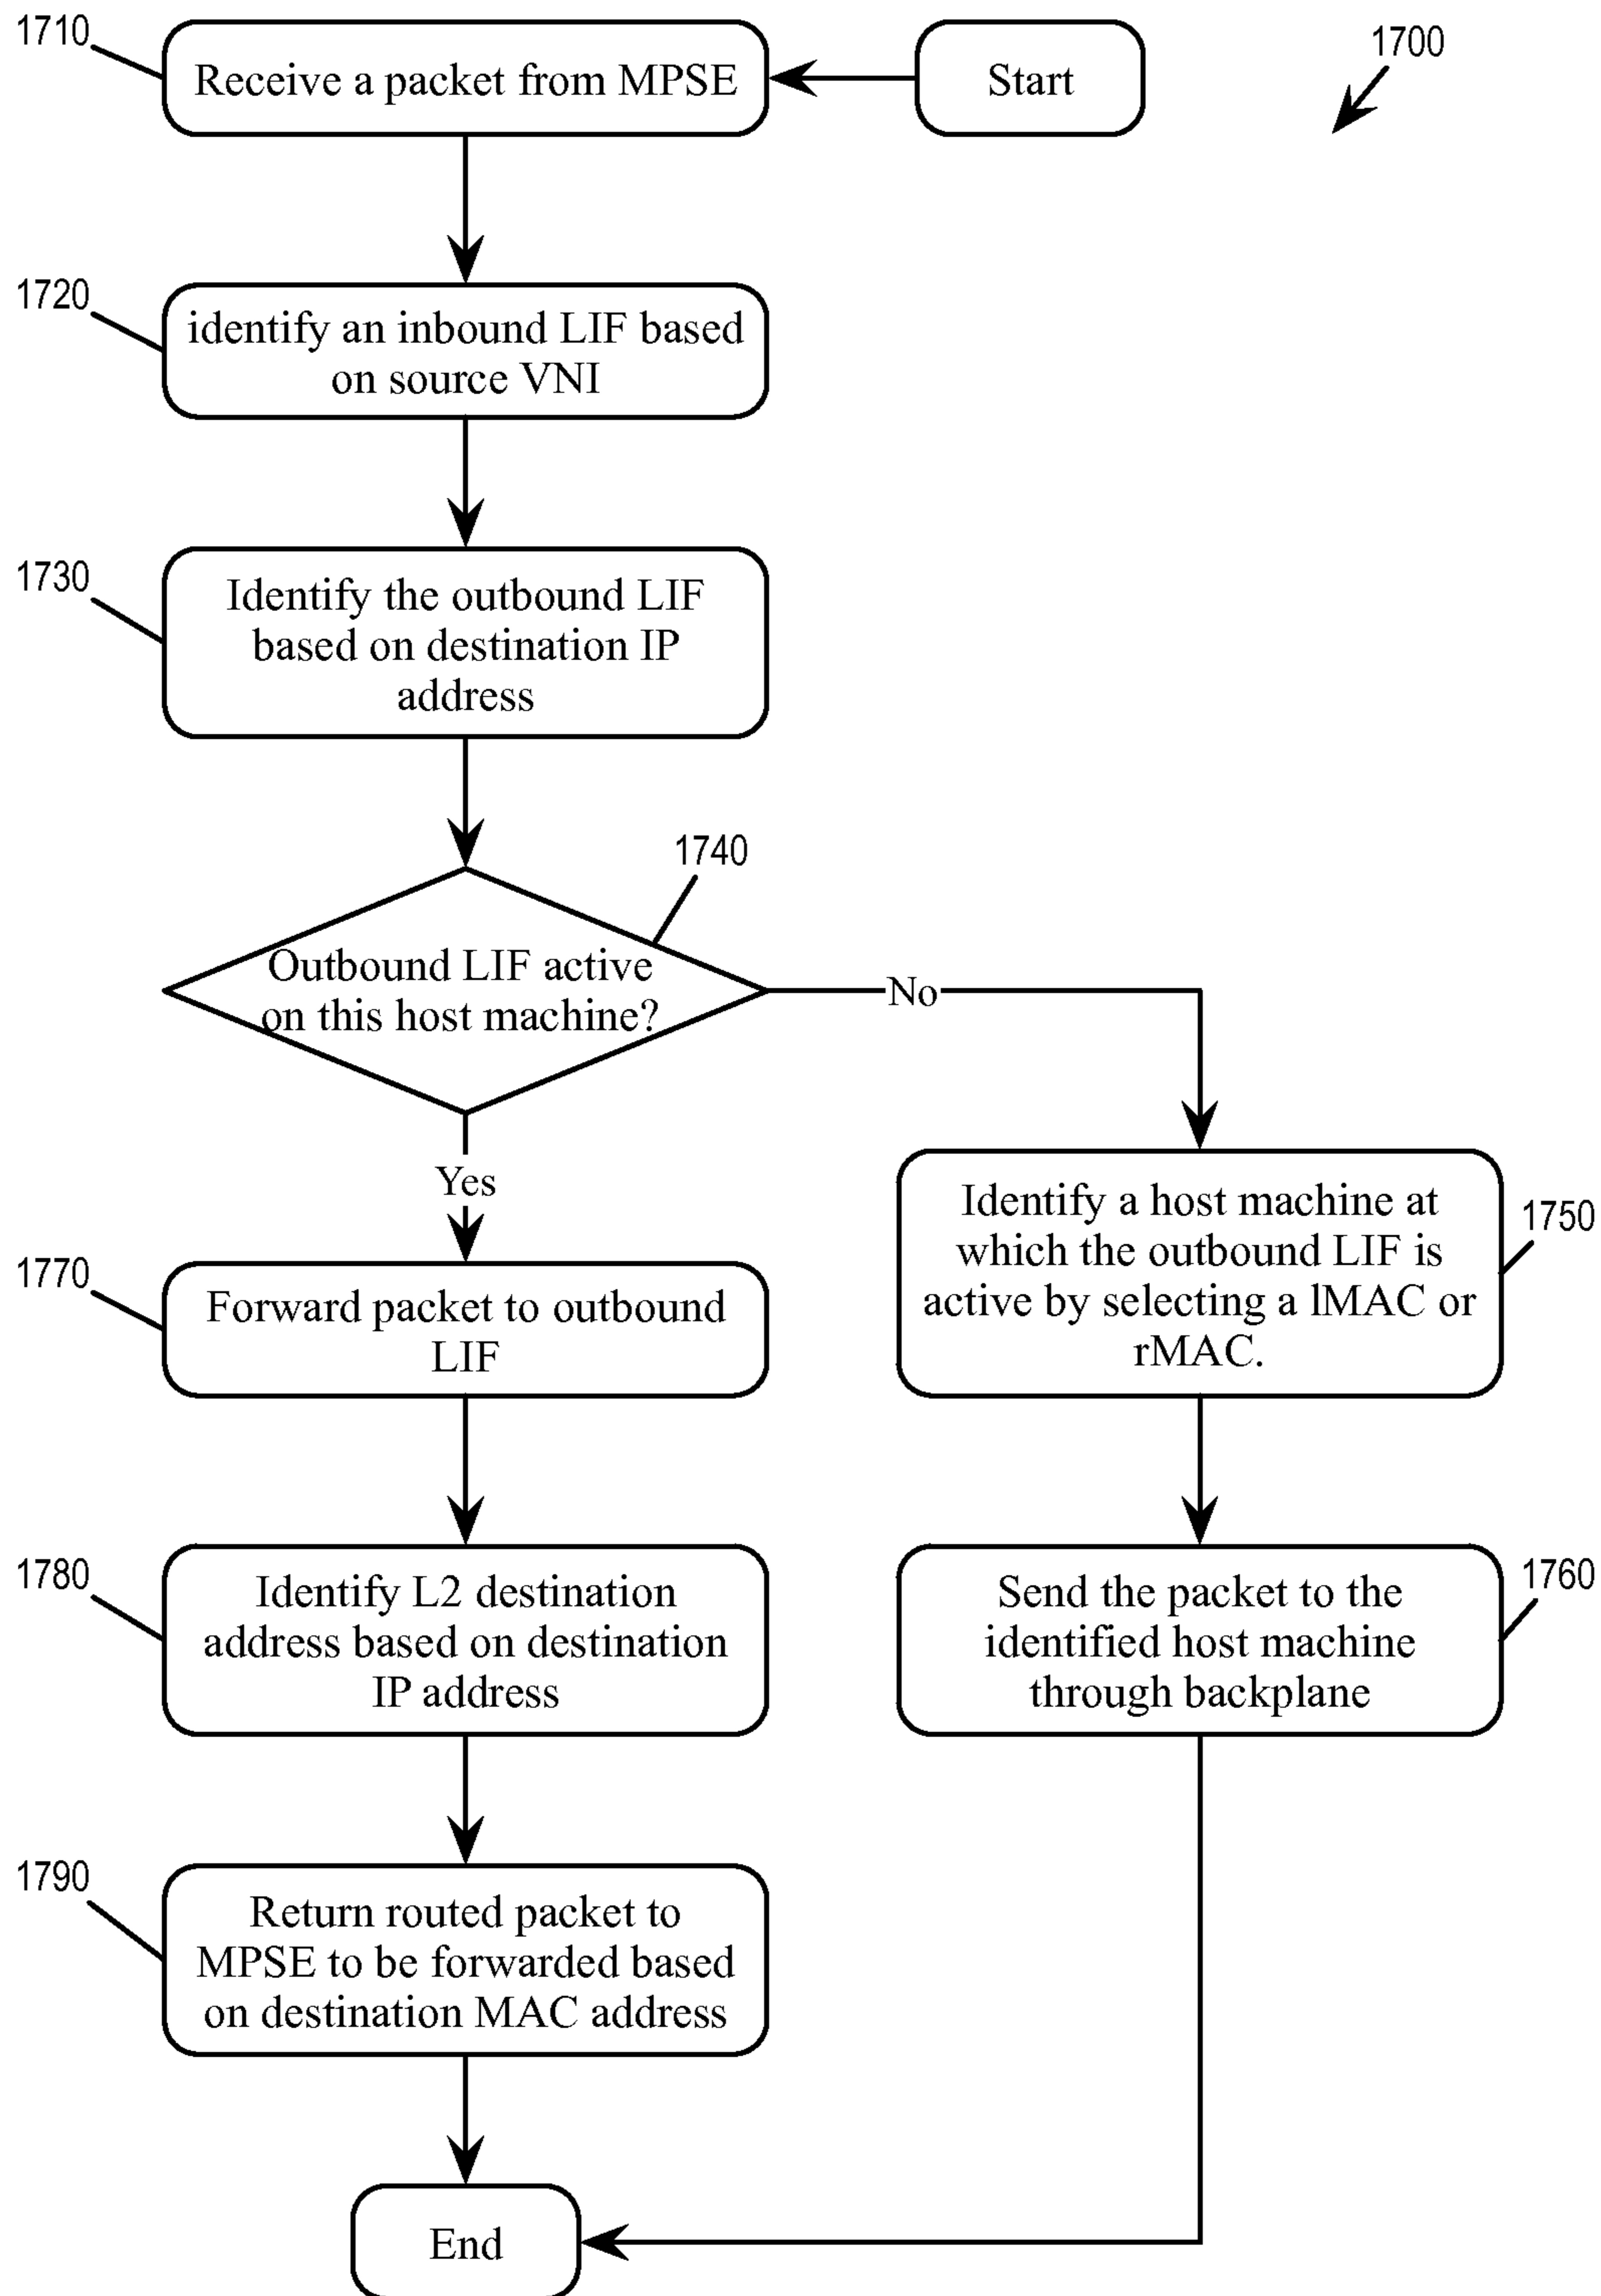 1710
Receive a packet from MPSE
Start
1700
1720
identify an inbound LIF based
on source VNI
1730
Identify the outbound LIF
based on destination IP
address
1740
Outbound LIF active
on this host machine?
No
Yes
1750
Identify a host machine at
which the outbound LIF is
active by selecting a lMAC or
rMAC.
1770
Forward packet to outbound
LIF
1780
Identify L2 destination
address based on destination
IP address
1760
Send the packet to the
identified host machine
through backplane
1790
Return routed packet to
MPSE to be forwarded based
on destination MAC address
End